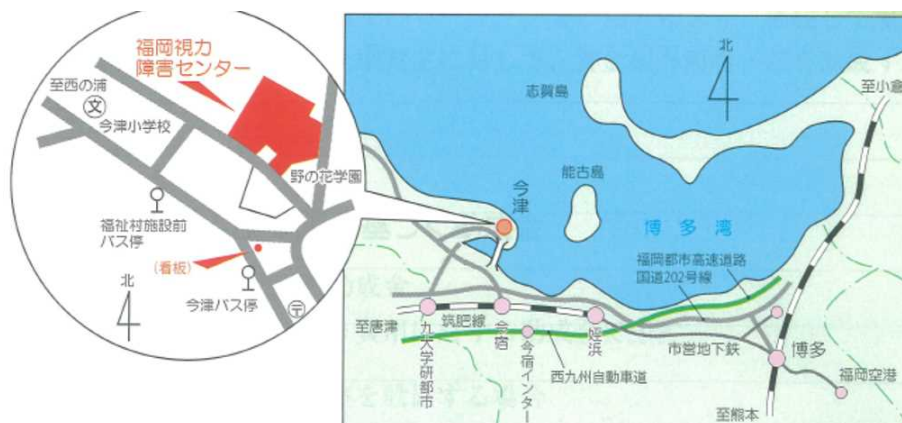 福岡視力
障害センター
至西の浦
文
今津小学校
野の花学園
福祉村施設前
バス停
(看板)
北
今津バス停
〒
北
志賀島
至小倉
能古島
今津
博多湾
福岡都市高速道路
国道202号線
至唐津
筑肥線
九大学研都市
今宿
今宿インター
姪浜
市営地下鉄
博多
西九州自動車道
福岡空港
至熊本